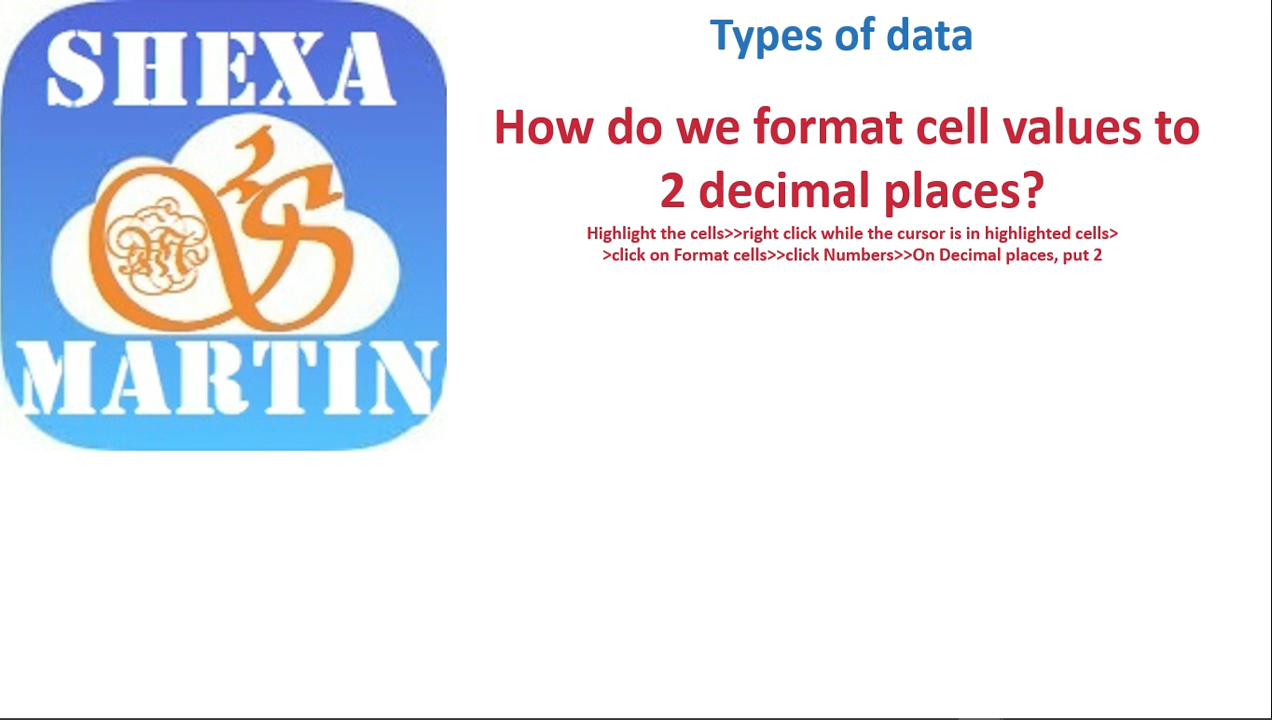 SHEXA
MARTIN
Types of data
How do we format cell values to
2 decimal places?
Highlight the cells>>right click while the cursor is in highlighted cells>
>click on Format cells>>click Numbers>>On Decimal places, put 2